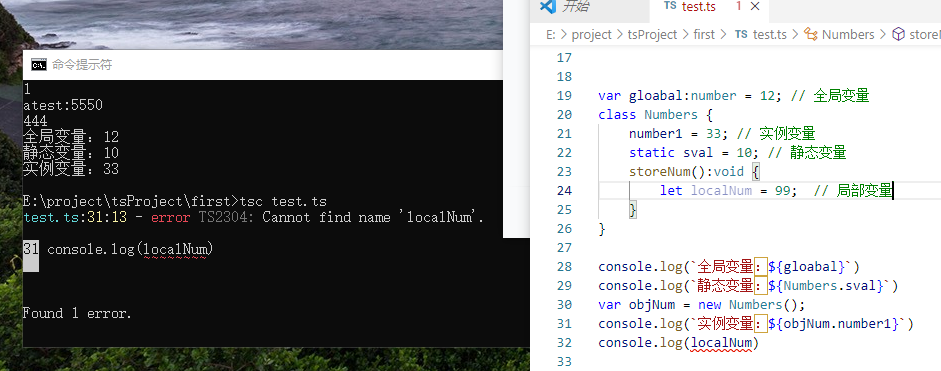 命令提示符
1
atest:5550
444
全局变量：12
静态变量：10
实例变量：33
E:\project\tsProject\first>tsc test.ts
test.ts:31:13 - error TS2304: Cannot find name 'localNum'.
31 console.log(localNum)
Found 1 error.
开始
TS test.ts 1
E: > project > tsProject > first > TS test.ts > Numbers >
17
18
19 var gloabal:number = 12; // 全局变量
20 class Numbers {
21 number1 = 33; // 实例变量
22 static sval = 10; // 静态变量
23 storeNum():void {
24 let localNum = 99; // 局部变量
25 }
26 }
27
28 console.log(`全局变量：${gloabal}`)
29 console.log(`静态变量：${Numbers.sval}`)
30 var objNum = new Numbers();
31 console.log(`实例变量：${objNum.number1}`)
32 console.log(localNum)
33